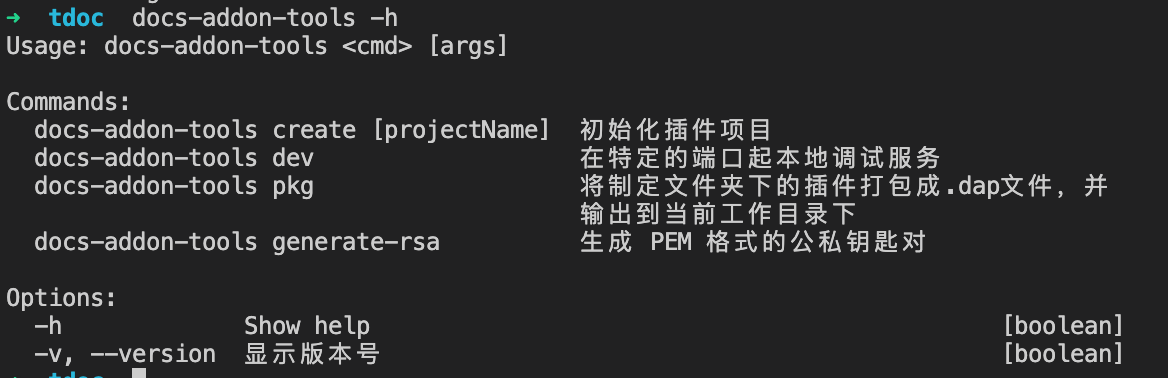 ➜ tdoc docs-addon-tools -h
Usage: docs-addon-tools <cmd> [args]
Commands:
docs-addon-tools create [projectName] 初始化插件项目
docs-addon-tools dev 在特定的端口起本地调试服务
docs-addon-tools pkg 将制定文件夹下的插件打包成.dap文件，并
输出到当前工作目录下
docs-addon-tools generate-rsa 生成 PEM 格式的公私钥匙对
Options:
-h Show help [boolean]
-v, --version 显示版本号 [boolean]
➜ tdoc